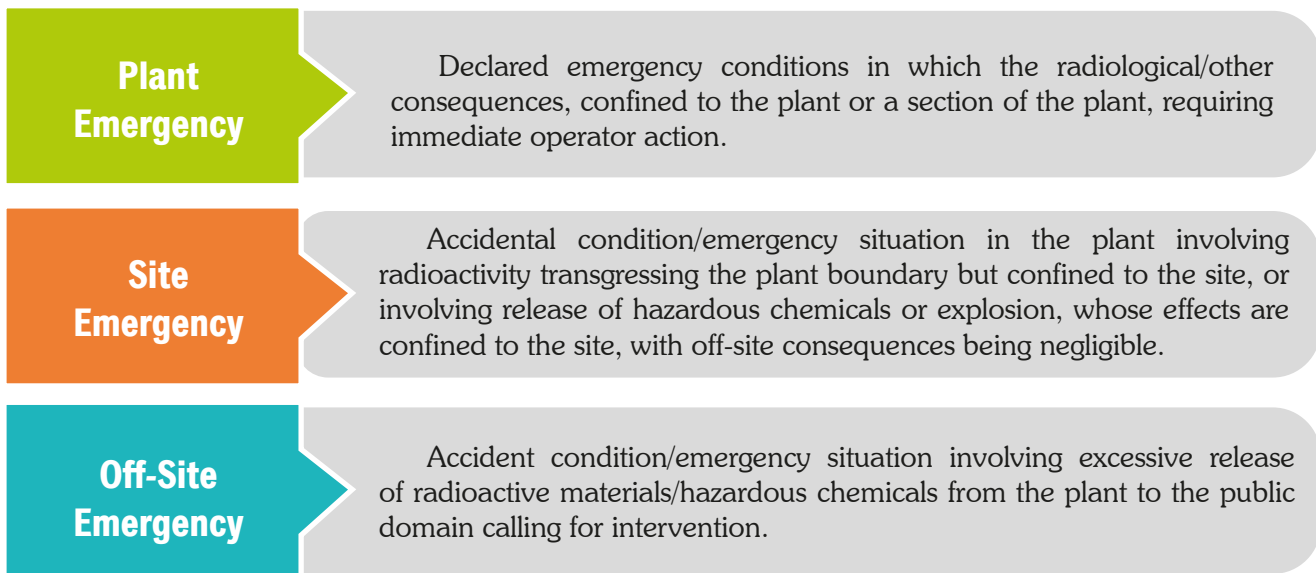 Plant
Emergency
Declared emergency conditions in which the radiological/other
consequences, confined to the plant or a section of the plant, requiring
immediate operator action.
Site
Emergency
Accidental condition/emergency situation in the plant involving
radioactivity transgressing the plant boundary but confined to the site, or
involving release of hazardous chemicals or explosion, whose effects are
confined to the site, with off-site consequences being negligible.
Off-Site
Emergency
Accident condition/emergency situation involving excessive release
of radioactive materials/hazardous chemicals from the plant to the public
domain calling for intervention.